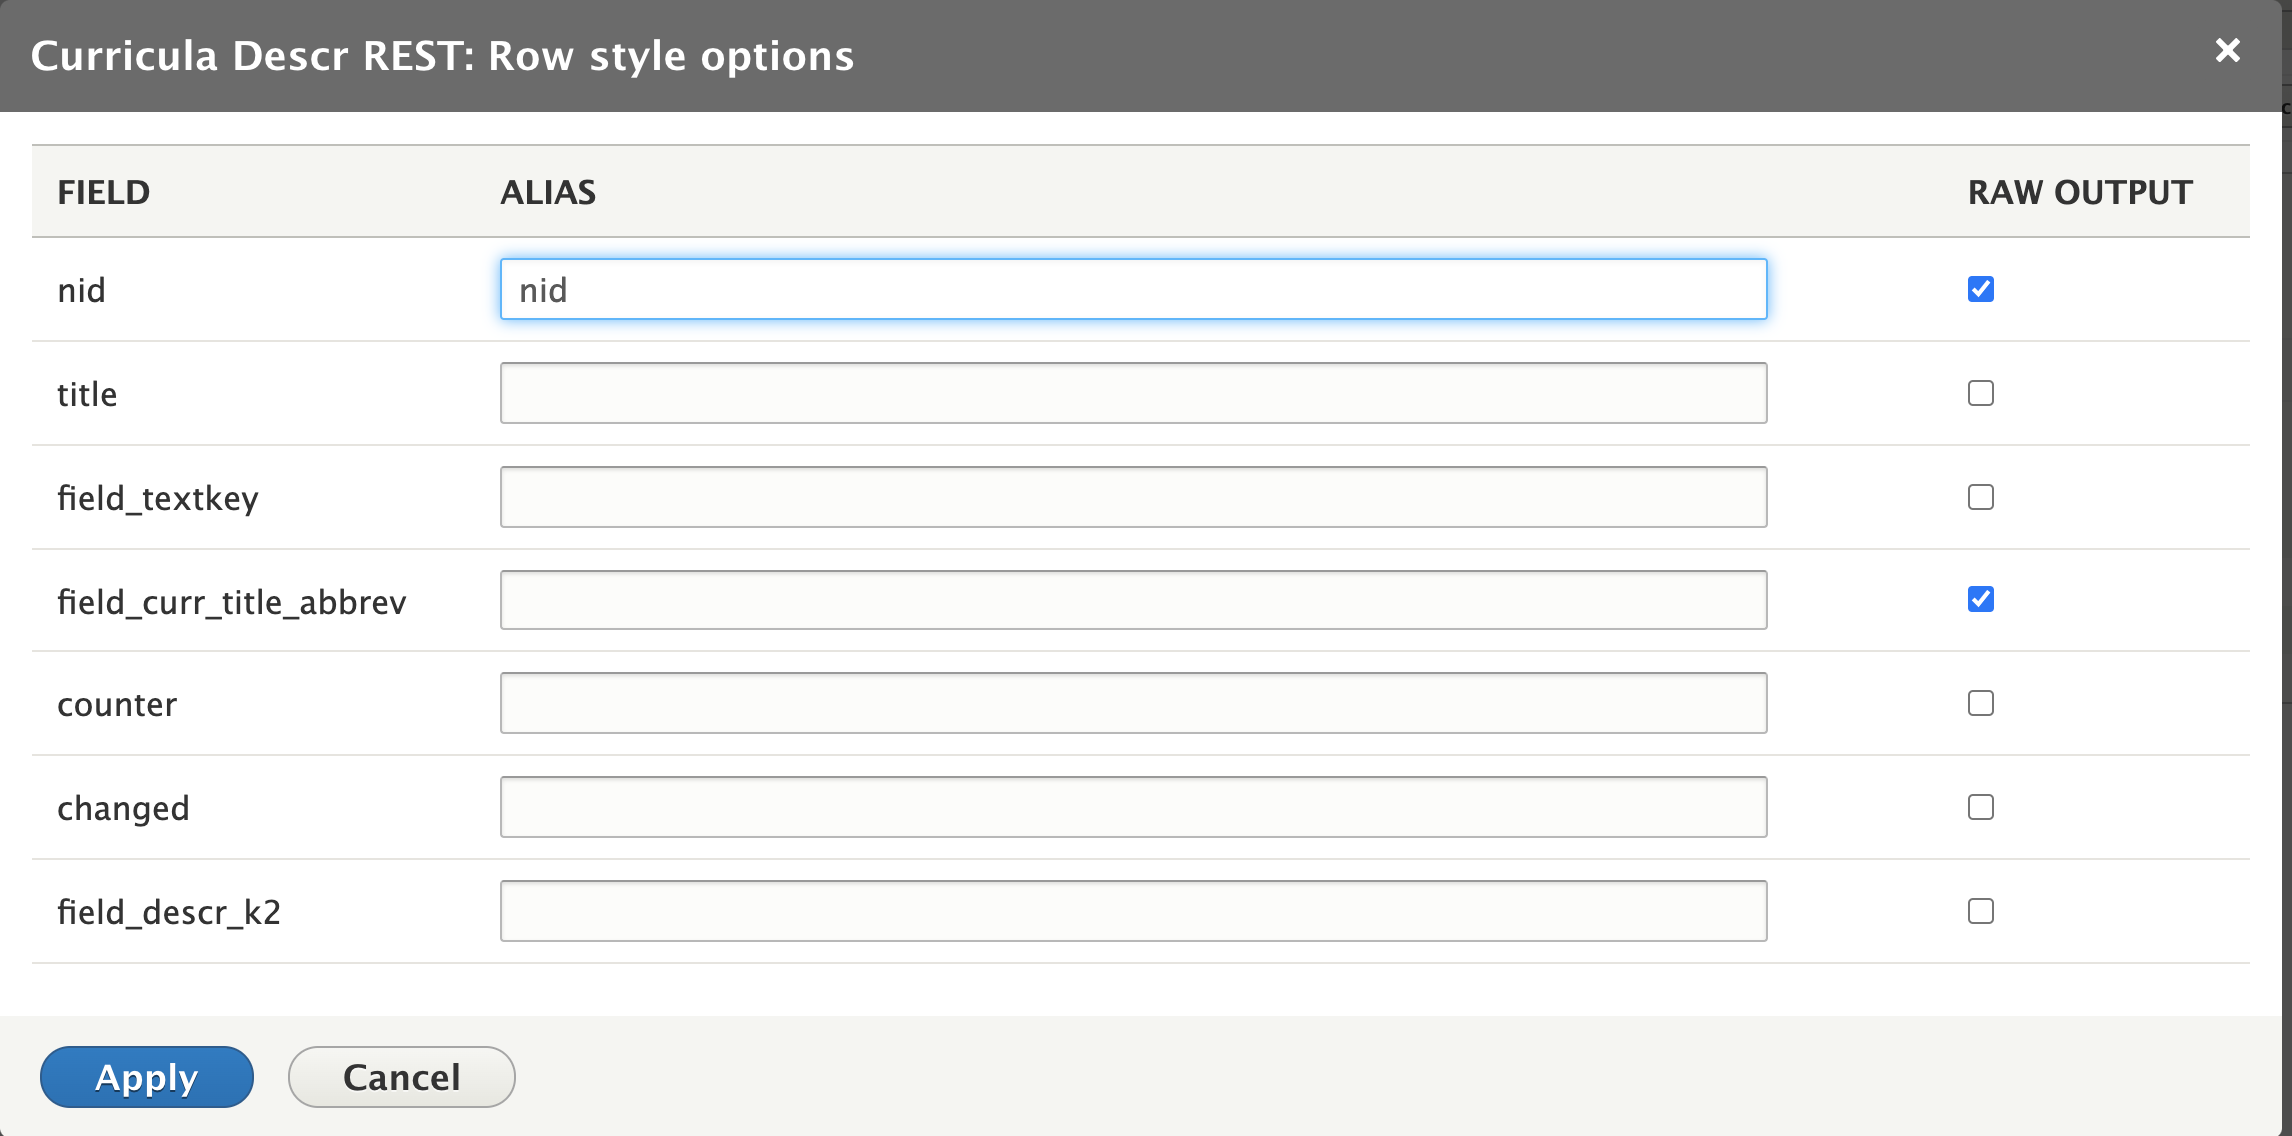 Curricula Descr REST: Row style options
FIELD ALIAS RAW OUTPUT
nid nid
title
field_textkey
field_curr_title_abbrev
counter
changed
field_descr_k2
Apply Cancel